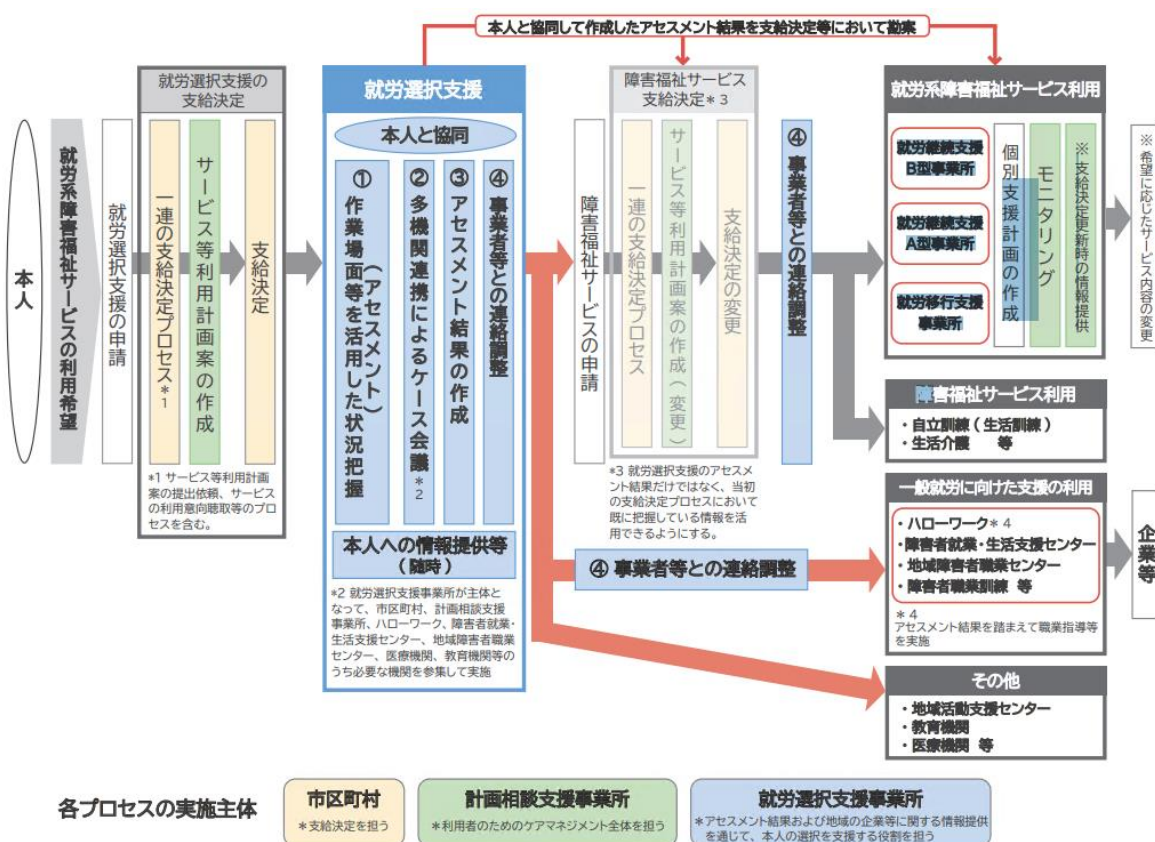 本人と協同して作成したアセスメント結果を支給決定等において勘案
本人
就労系障害福祉サービスの利用希望
就労選択支援の申請
就労選択支援の
支給決定
一連の支給決定プロセス*1
サービス等利用計画案の作成
支給決定
*1 サービス等利用計画
案の提出依頼、サービス
の利用意向聴取等のプロ
セスを含む。
就労選択支援
本人と協同
① 作業場面等を活用した状況把握
(アセスメント)
② 多機関連携によるケース会議*2
③ アセスメント結果の作成
④ 事業者等との連絡調整
本人への情報提供等
(随時)
*2 就労選択支援事業所が主体と
なって、市区町村、計画相談支援
事業所、ハローワーク、障害者就業・
生活支援センター、地域障害者職業
センター、医療機関、教育機関等の
うち必要な機関を参集して実施
障害福祉サービスの申請
障害福祉サービス
支給決定*3
一連の支給決定プロセス
サービス等利用計画案の作成(変更)
支給決定の変更
*3 就労選択支援のアセスメ
ント結果だけではなく、当初
の支給決定プロセスにおいて
既に把握している情報を活
用できるようにする。
④ 事業者等との連絡調整
④ 事業者等との連絡調整
就労系障害福祉サービス利用
就労継続支援
B型事業所
就労継続支援
A型事業所
就労移行支援
事業所
個別支援計画の作成
モニタリング
※支給決定更新時の情報提供
※希望に応じたサービス内容の変更
障害福祉サービス利用
・自立訓練(生活訓練)
・生活介護 等
一般就労に向けた支援の利用
・ハローワーク*4
・障害者就業・生活支援センター
・地域障害者職業センター
・障害者職業訓練 等
*4
アセスメント結果を踏まえて職業指導等
を実施
企業等
その他
・地域活動支援センター
・教育機関
・医療機関 等
各プロセスの実施主体
市区町村
*支給決定を担う
計画相談支援事業所
*利用者のためのケアマネジメント全体を担う
就労選択支援事業所
*アセスメント結果および地域の企業等に関する情報提供
を通じて、本人の選択を支援する役割を担う